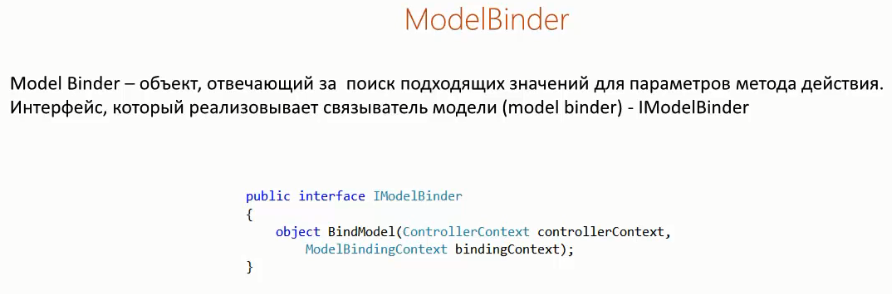 ModelBinder
Model Binder – объект, отвечающий за поиск подходящих значений для параметров метода действия.
Интерфейс, который реализовывает связыватель модели (model binder) - IModelBinder
public interface IModelBinder
{
object BindModel(ControllerContext controllerContext,
ModelBindingContext bindingContext);
}